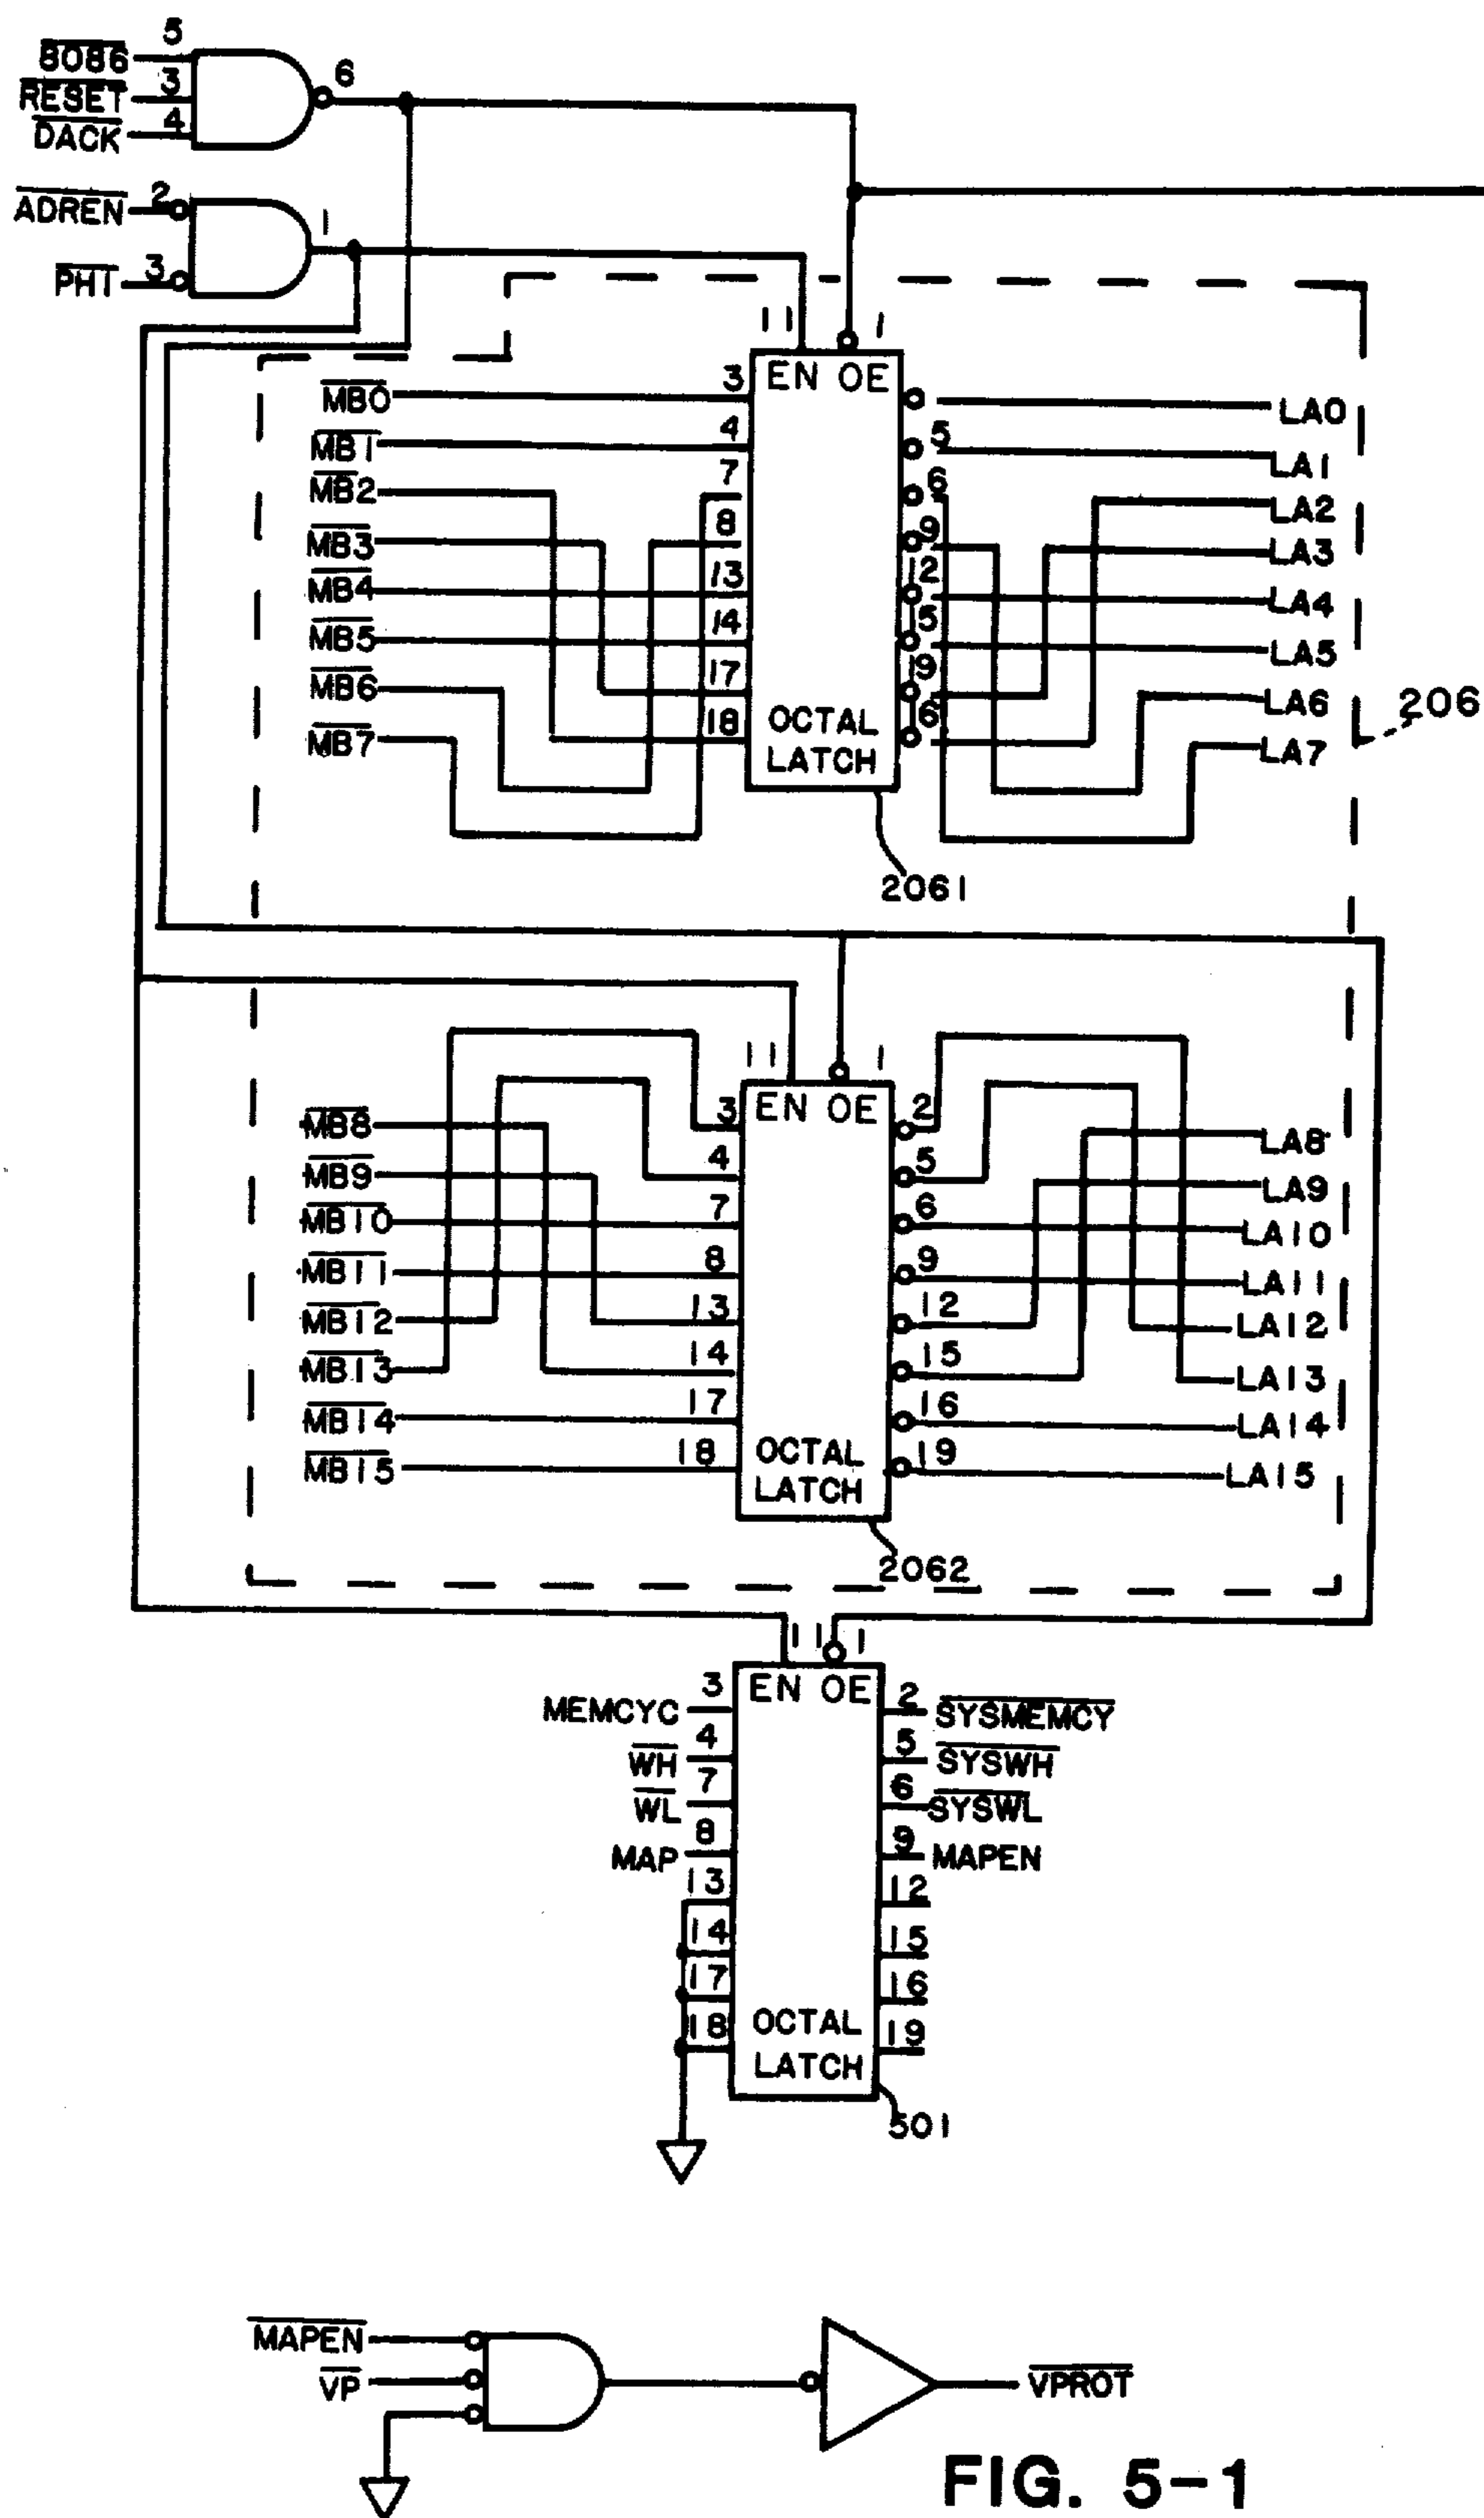 5
8086 6
RESET 3
DACK 4
ADREN 2 1
PHI 3
11 1
EN OE
MB0 3 LA0
MB1 4 5 LA1
MB2 7 6 LA2
MB3 8 9 LA3
MB4 13 12 LA4
MB5 14 15 LA5
MB6 17 19 LA6
MB7 18 16 LA7
OCTAL
LATCH
206
2061
11 1
EN OE
3 2
MB8 4 5 LA8
MB9 7 6 LA9
MB10 8 9 LA10
MB11 13 12 LA11
MB12 14 15 LA12
MB13 17 16 LA13
MB14 18 19 LA14
MB15 LA15
OCTAL
LATCH
2062
11 1
EN OE
MEMCYC 3 2 SYSMEMCY
WH 4 5 SYSWH
WL 7 6 SYSWL
MAP 8 9 MAPEN
13 12
14 15
17 16
18 19
OCTAL
LATCH
501
MAPEN
VP VPROT
FIG. 5-1